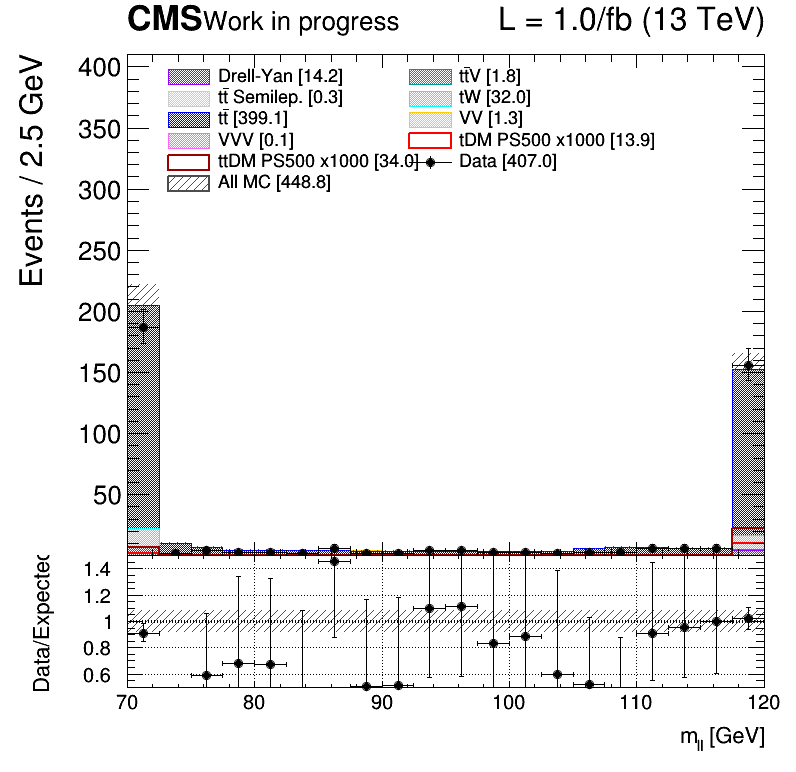 CMS Work in progress L = 1.0/fb (13 TeV)
Events / 2.5 GeV
400
350
300
250
200
150
100
50
Drell-Yan [14.2]
tt̄V [1.8]
tt̄ Semilep. [0.3]
tW [32.0]
tt̄ [399.1]
VV [1.3]
VVV [0.1]
tDM PS500 x1000 [13.9]
ttDM PS500 x1000 [34.0]
Data [407.0]
All MC [448.8]
Data/Expected
1.4
1.2
1
0.8
0.6
70 80 90 100 110 120
m_ll [GeV]